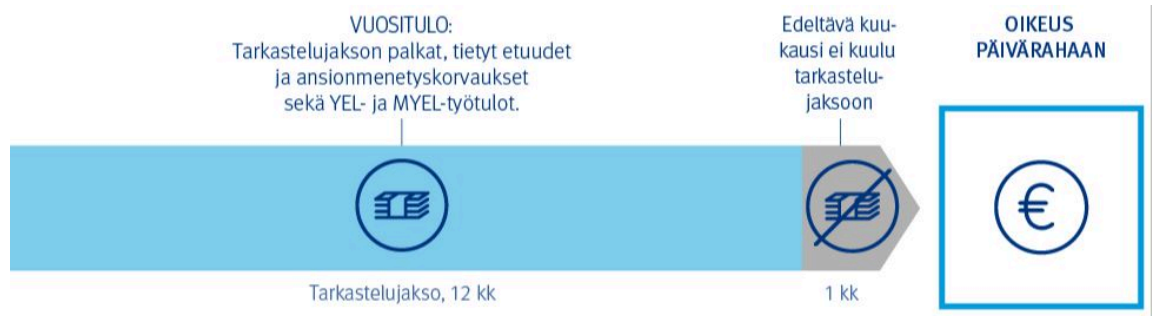 VUOSITULO:
Tarkastelujakson palkat, tietyt etuudet
ja ansionmenetyskorvaukset
sekä YEL- ja MYEL-työtulot.
Edeltävä kuu-
kausi ei kuulu
tarkastelu-
jaksoon
OIKEUS
PÄIVÄRAHAAN
€
Tarkastelujakso, 12 kk
1 kk